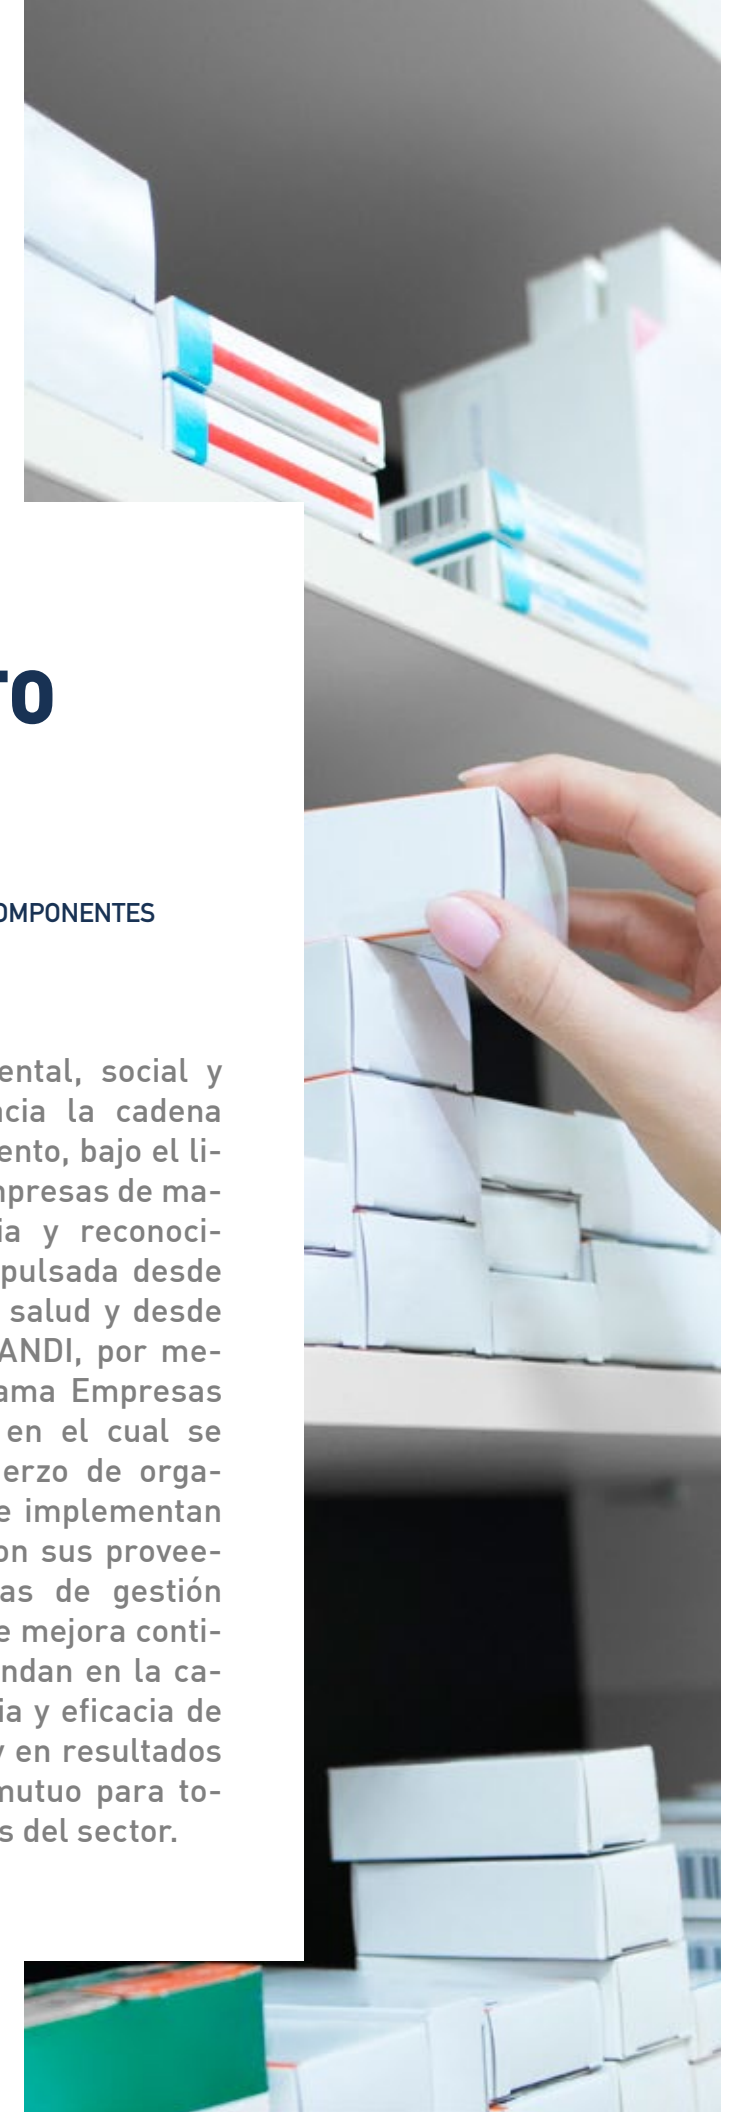 TO
OMPONENTES
ental, social y
cia la cadena
ento, bajo el li-
mpresas de ma-
ia y reconoci-
pulsada desde
salud y desde
ANDI, por me-
ama Empresas
en el cual se
erzo de orga-
e implementan
on sus provee-
as de gestión
e mejora conti-
ndan en la ca-
ia y eficacia de
y en resultados
mutuo para to-
s del sector.